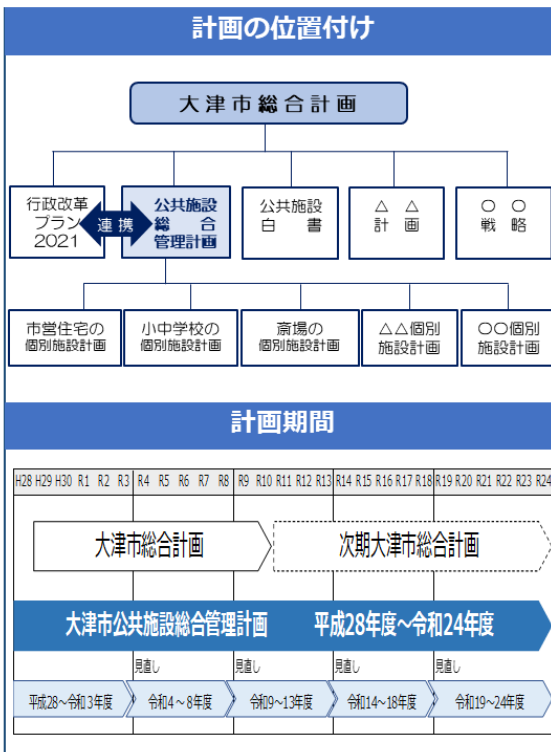 計画の位置付け
大津市総合計画
行政改革
プラン
2021
連携
公共施設
総合
管理計画
公共施設
白書
△△
計画
〇〇
戦略
市営住宅の
個別施設計画
小中学校の
個別施設計画
斎場の
個別施設計画
△△個別
施設計画
〇〇個別
施設計画
計画期間
H28 H29 H30 R1 R2 R3 R4 R5 R6 R7 R8 R9 R10 R11 R12 R13 R14 R15 R16 R17 R18 R19 R20 R21 R22 R23 R24
大津市総合計画
次期大津市総合計画
大津市公共施設総合管理計画 平成28年度～令和24年度
見直し 見直し 見直し 見直し
平成28～令和3年度 令和4～8年度 令和9～13年度 令和14～18年度 令和19～24年度